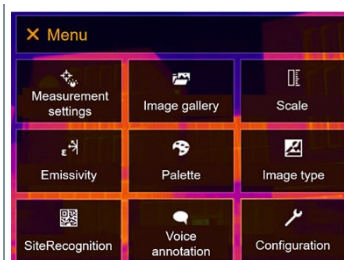 × Menu
Measurement
settings
Image gallery
Scale
ε
Emissivity
Palette
Image type
SiteRecognition
Voice
annotation
Configuration